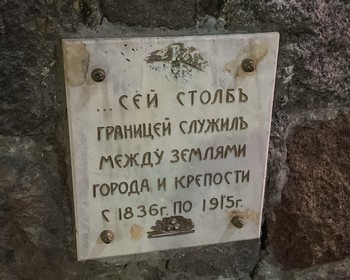 ...СЕЙ СТОЛБЪ
ГРАНИЦЕЙ СЛУЖИЛЪ
МЕЖДУ ЗЕМЛЯМИ
ГОРОДА И КРЕПОСТИ
С 1836г. ПО 1915г.